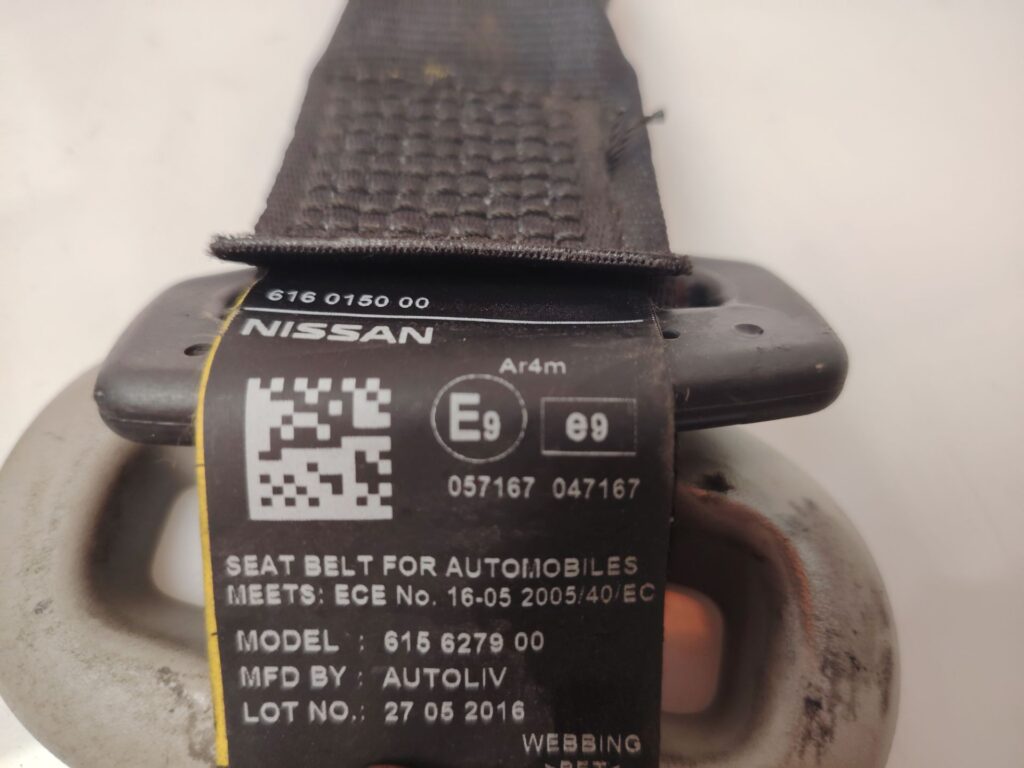 616 0150 00
NISSAN
Ar4m
E9 e9
057167 047167
SEAT BELT FOR AUTOMOBILES
MEETS: ECE No. 16-05 2005/40/EC
MODEL : 615 6279 00
MFD BY : AUTOLIV
LOT NO.: 27 05 2016
WEBBING
>PET<